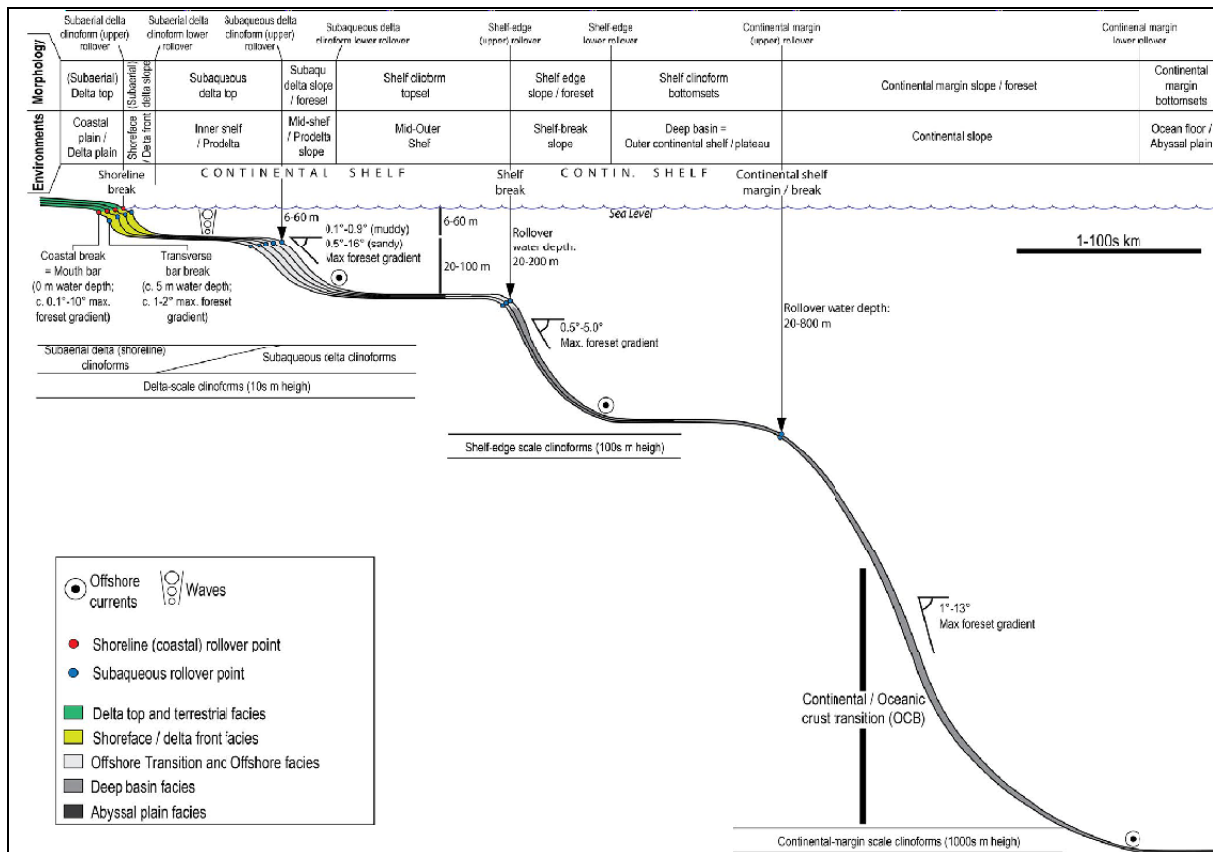 Subaerial delta
clinoform (upper)
rollover
Subaerial delta
clinoform lower
rollover
Subaqueous delta
clinoform (upper)
rollover
Subaqueous delta
clinoform lower rollover
Shelf-edge
(upper) rollover
Shelf-edge
lower rollover
Continental margin
(upper) rollover
Continenal margin
lower rollover
Morphology
(Subaerial)
Delta top
(Subaerial)
delta slope
Subaqueous
delta top
Subaqu
delta slope
/ foreset
Shelf clioform
topset
Shelf edge
slope / foreset
Shelf clinoform
bottomsets
Continental margin slope / foreset
Continental
margin
bottomsets
Environments
Coastal
plain /
Delta plain
Shoreface
/ Delta front
Inner shelf
/ Prodelta
Mid-shef
/ Prodelta
slope
Mid-Outer
Shef
Shelf-break
slope
Deep basin =
Outer continental shelf / plateau
Continental slope
Ocean floor /
Abyssal plain
Shoreline
break
CONTINENTAL SHELF
Shelf
break
CONTIN. SHELF
Continental shelf
margin / break
Sea Level
6-60 m
0.1°-0.9° (muddy)
0.5°-16° (sandy)
Max foreset gradient
6-60 m
20-100 m
Rollover
water depth:
20-200 m
1-100s km
Coastal break
= Mouth bar
(0 m water depth;
c. 0.1°-10° max.
foreset gradient)
Transverse
bar break
(c. 5 m water depth;
c. 1-2° max. foreset
gradient)
Rollover water depth:
20-800 m
0.5°-5.0°
Max. foreset gradient
Subaerial delta (shoreline)
clinoforms
Subaqueous delta clinoforms
Delta-scale clinoforms (10s m heigh)
Shelf-edge scale clinoforms (100s m heigh)
1°-13°
Max foreset gradient
Continental / Oceanic
crust transition (OCB)
Continental-margin scale clinoforms (1000s m heigh)
Offshore
currents
Waves
Shoreline (coastal) rollover point
Subaqueous rollover point
Delta top and terrestrial facies
Shoreface / delta front facies
Offshore Transition and Offshore facies
Deep basin facies
Abyssal plain facies